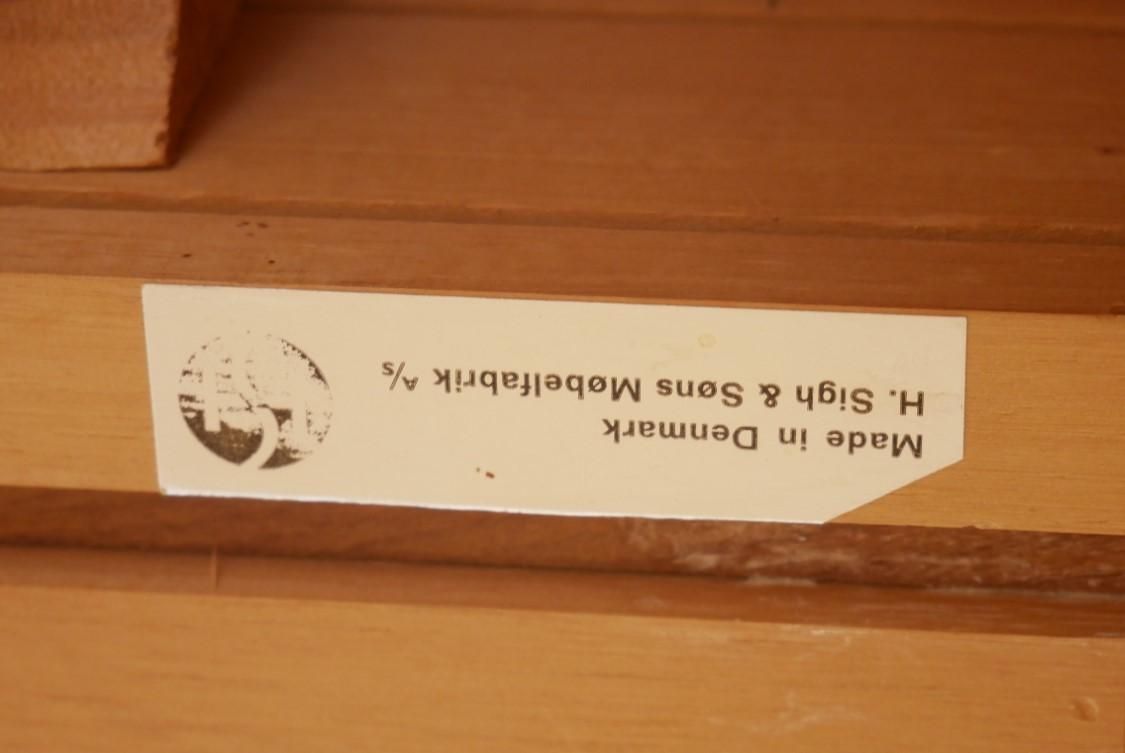 Made in Denmark
H. Sigh & Søns Møbelfabrik A/s